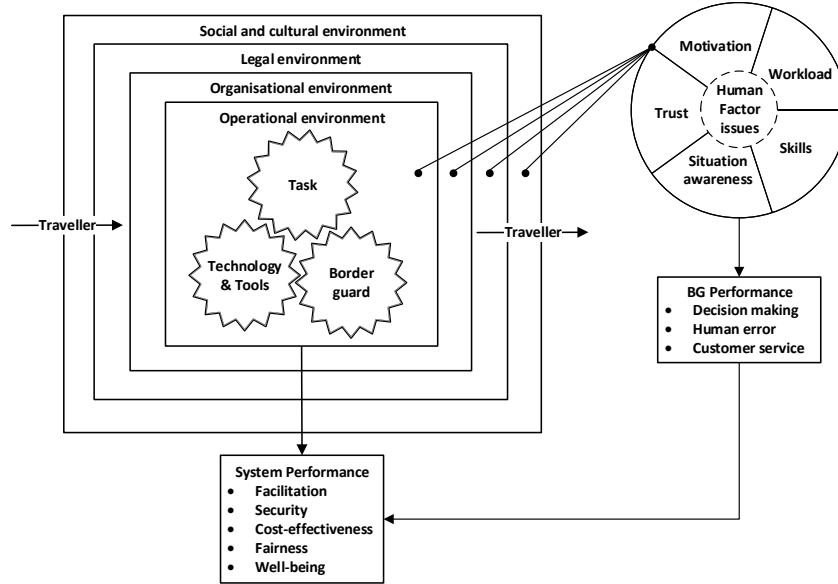 Social and cultural environment
Legal environment
Organisational environment
Operational environment
Task
Technology
& Tools
Border
guard
Traveller
Traveller
Motivation
Workload
Human
Factor
issues
Trust
Skills
Situation
awareness
BG Performance
• Decision making
• Human error
• Customer service
System Performance
• Facilitation
• Security
• Cost-effectiveness
• Fairness
• Well-being